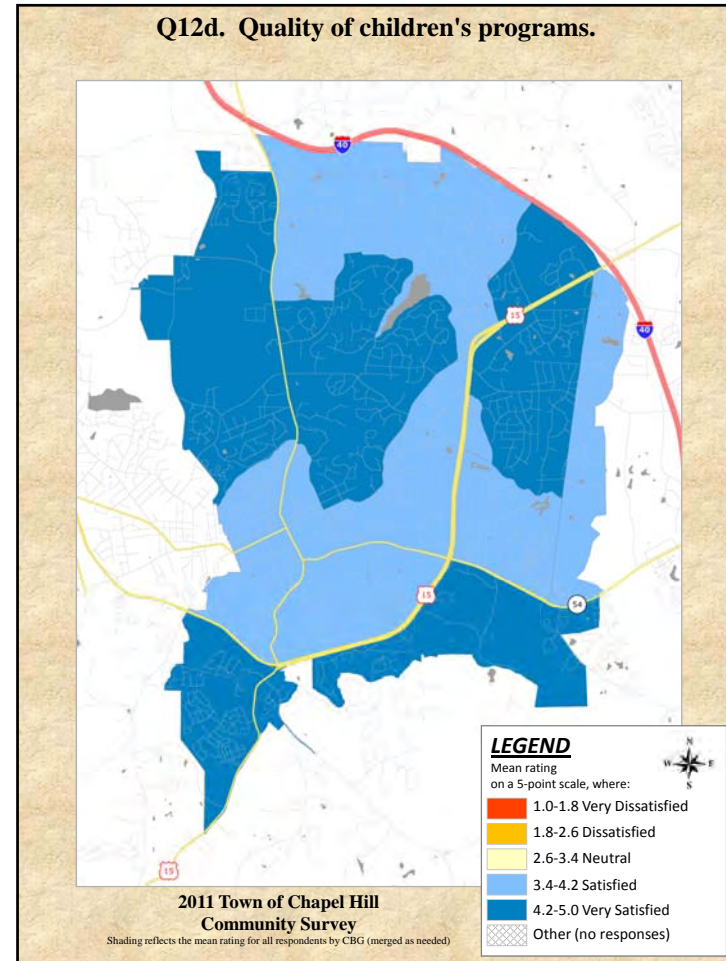 Q12d. Quality of children's programs.
40
15
40
15
54
15
LEGEND
Mean rating
on a 5-point scale, where:
N
W E
S
1.0-1.8 Very Dissatisfied
1.8-2.6 Dissatisfied
2.6-3.4 Neutral
3.4-4.2 Satisfied
4.2-5.0 Very Satisfied
Other (no responses)
2011 Town of Chapel Hill
Community Survey
Shading reflects the mean rating for all respondents by CBG (merged as needed)